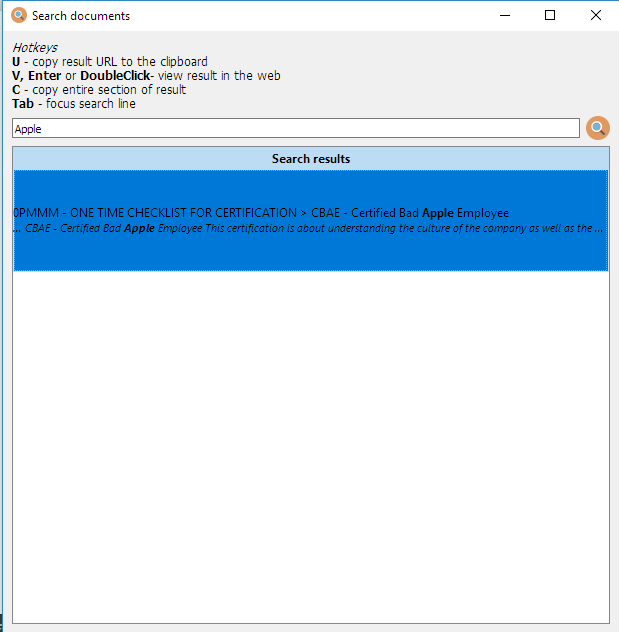 Search documents
Hotkeys
U - copy result URL to the clipboard
V, Enter or DoubleClick- view result in the web
C - copy entire section of result
Tab - focus search line
Apple
Search results
0PMMM - ONE TIME CHECKLIST FOR CERTIFICATION > CBAE - Certified Bad Apple Employee
... CBAE - Certified Bad Apple Employee This certification is about understanding the culture of the company as well as the ...